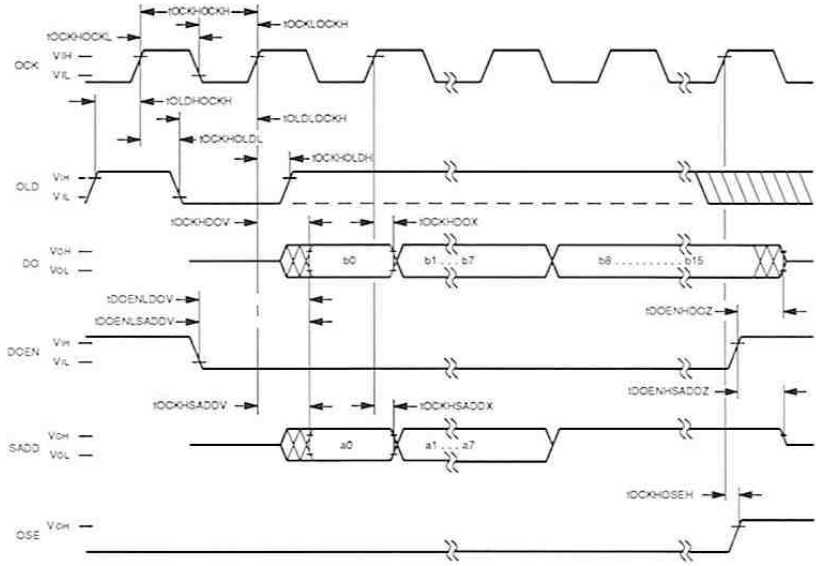 tOCKHOCKH
tOCKHOCKL
tOCKLOCKH
OCK
VIH
VIL
tOLDHOCKH
tOLDLOCKH
tOCKHOLDL
tOCKHOLDH
OLD
VIH
VIL
tOCKHDOV
tOCKHDOX
DO
VOH
VOL
b0
b1 . . . b7
b8 . . . . . . . . . . b15
tDOENLDOV
tDOENHDOZ
tDOENLSADDV
DOEN
VIH
VIL
tDOENHSADDZ
tOCKHSADDV
tOCKHSADDX
SADD
VOH
VOL
a0
a1 . . . a7
tOCKHOSEH
OSE
VOH